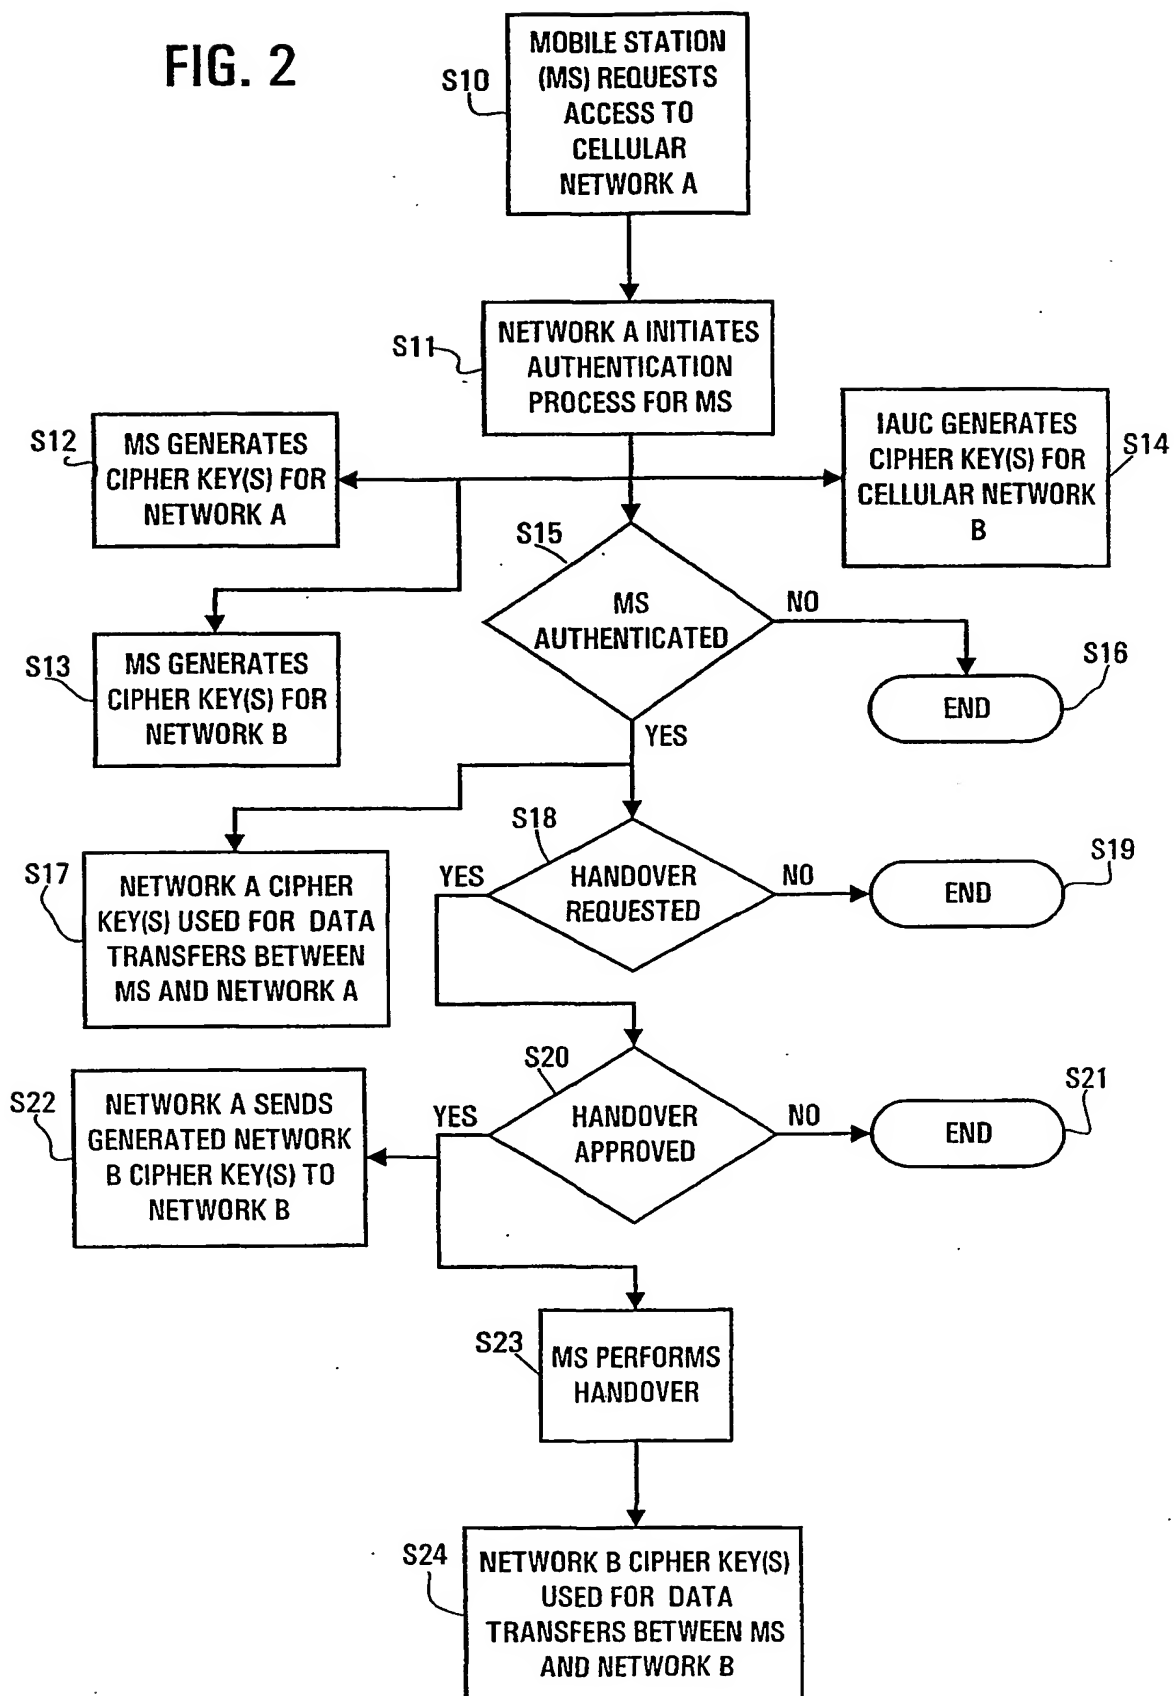 FIG. 2
S10
MOBILE STATION
(MS) REQUESTS
ACCESS TO
CELLULAR
NETWORK A
S11
NETWORK A INITIATES
AUTHENTICATION
PROCESS FOR MS
S12
MS GENERATES
CIPHER KEY(S) FOR
NETWORK A
IAUC GENERATES
CIPHER KEY(S) FOR
CELLULAR NETWORK
B
S14
S15
MS
AUTHENTICATED
NO
YES
S13
MS GENERATES
CIPHER KEY(S) FOR
NETWORK B
S16
END
S17
NETWORK A CIPHER
KEY(S) USED FOR DATA
TRANSFERS BETWEEN
MS AND NETWORK A
S18
YES
HANDOVER
REQUESTED
NO
END
S19
S20
YES
HANDOVER
APPROVED
NO
END
S21
S22
NETWORK A SENDS
GENERATED NETWORK
B CIPHER KEY(S) TO
NETWORK B
S23
MS PERFORMS
HANDOVER
S24
NETWORK B CIPHER KEY(S)
USED FOR DATA
TRANSFERS BETWEEN MS
AND NETWORK B